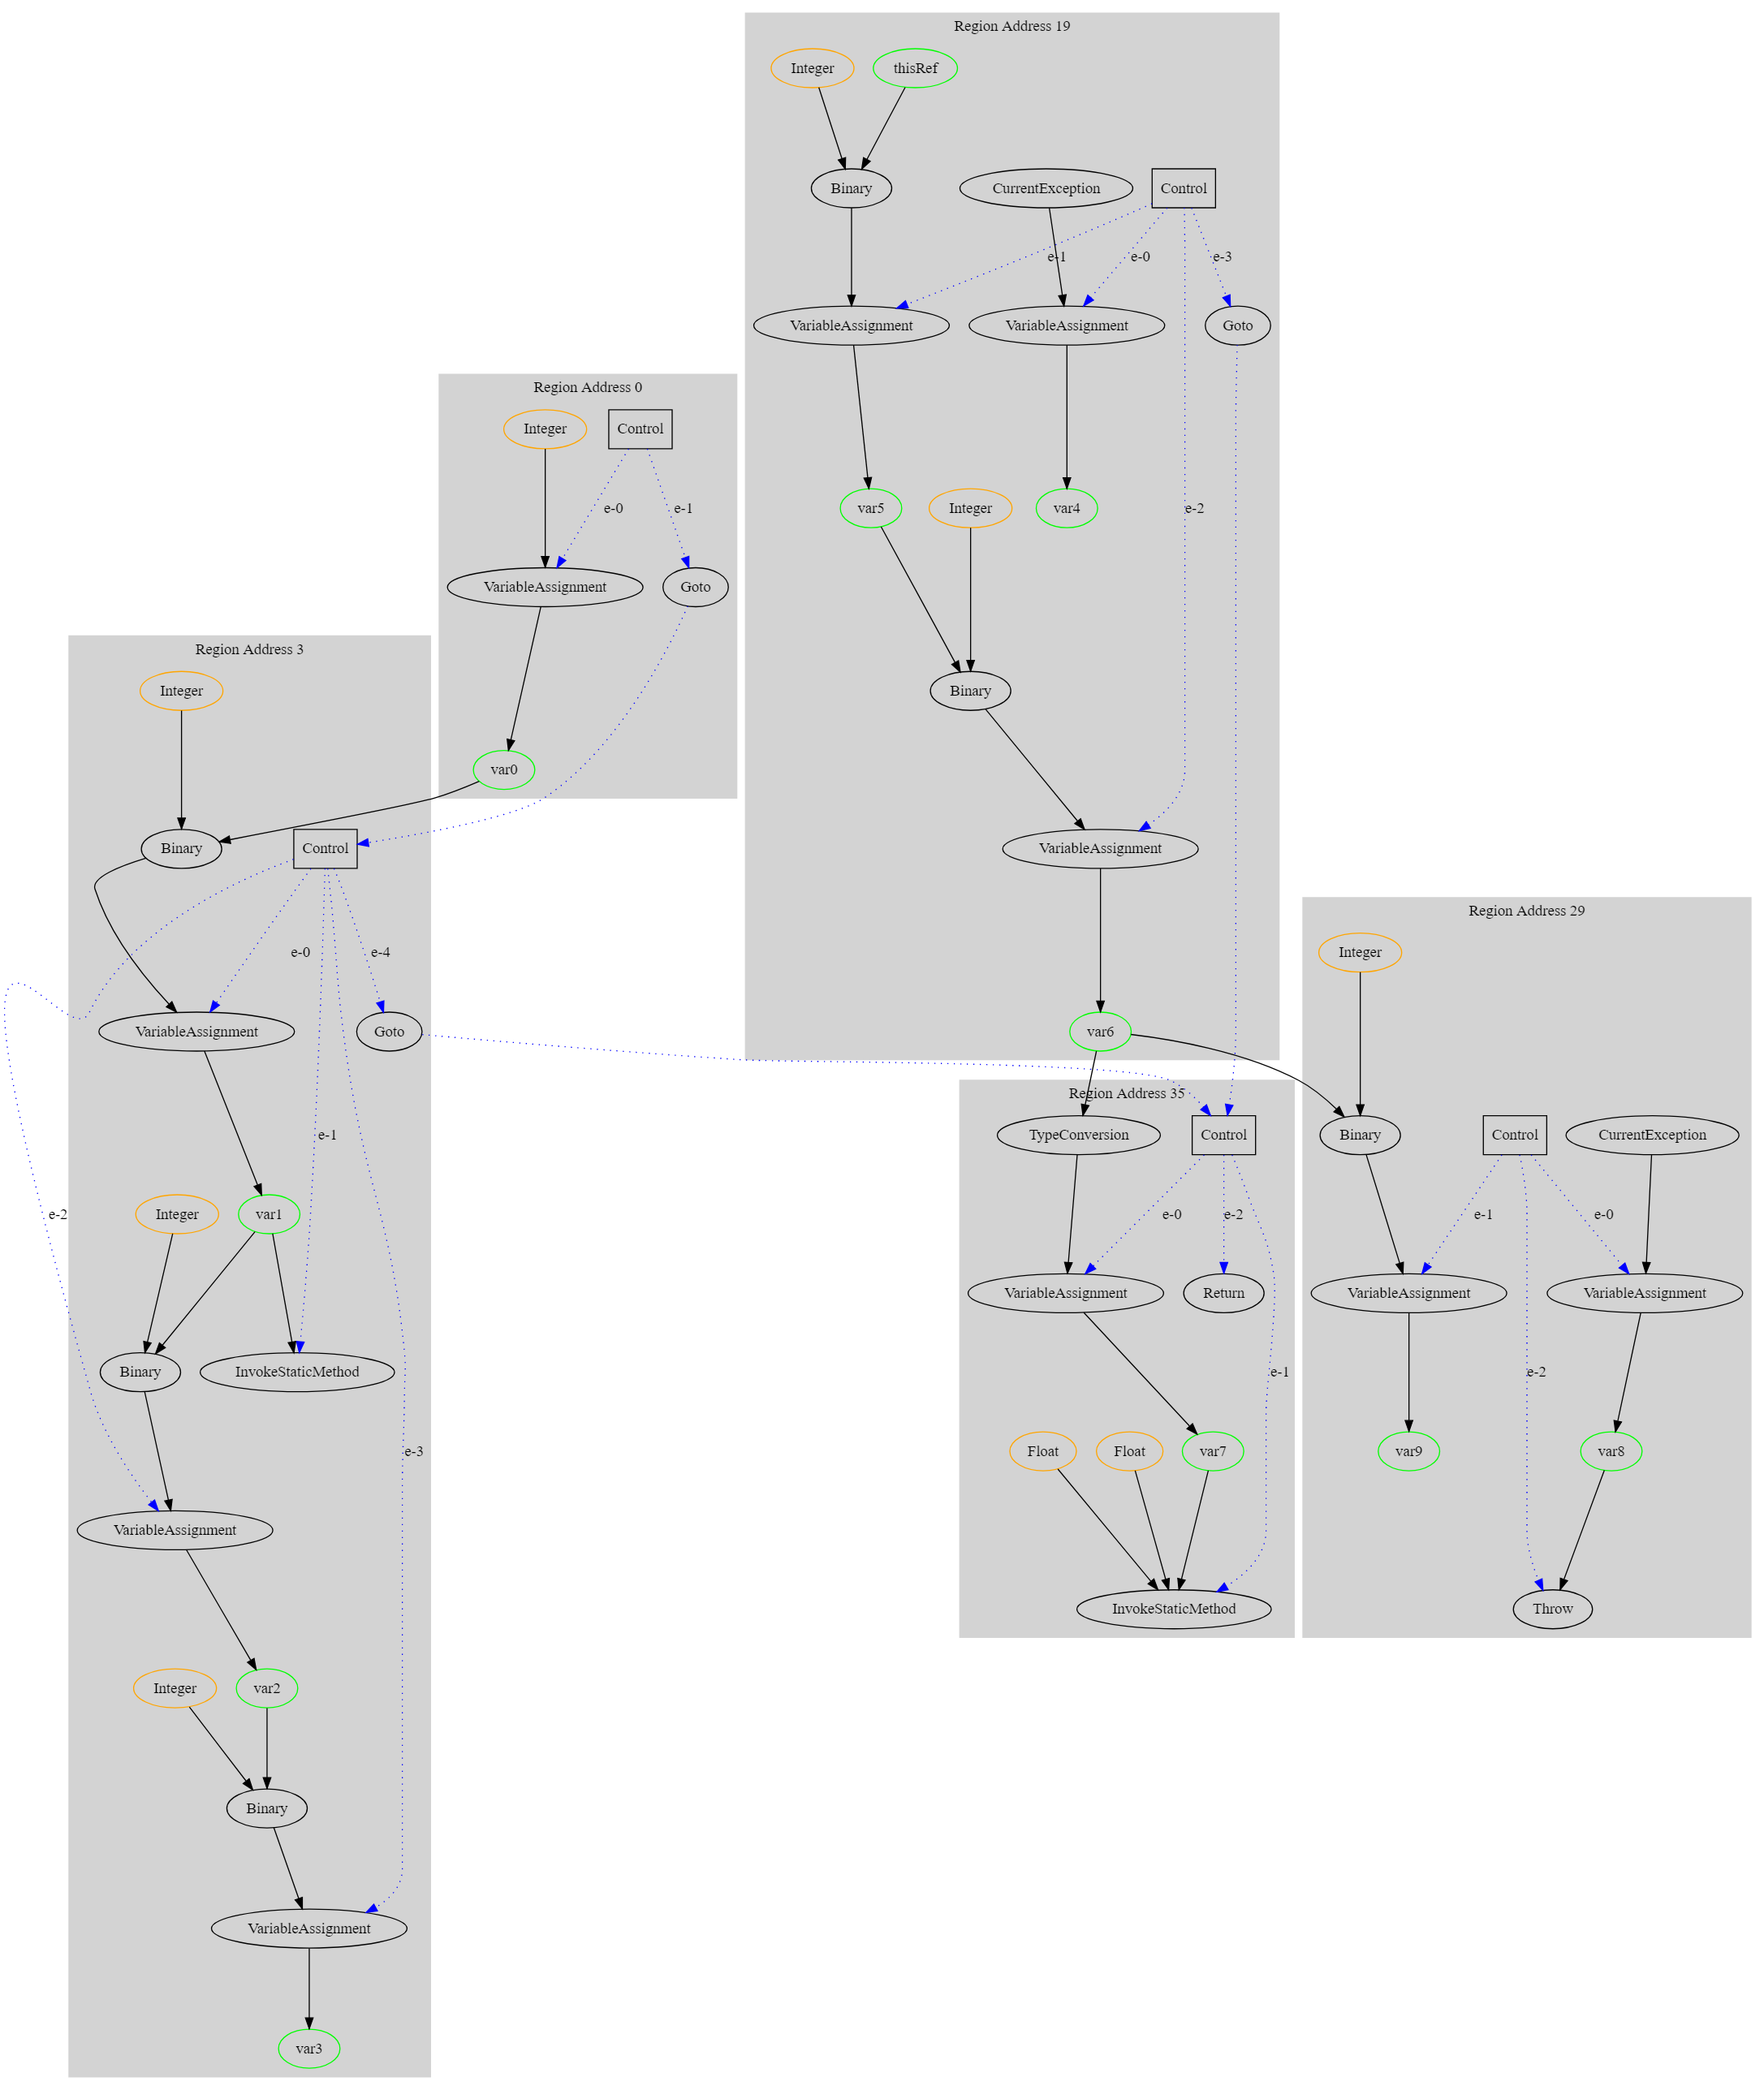 Region Address 19
Integer
thisRef
Binary
CurrentException
Control
e-1
e-0
e-3
VariableAssignment
VariableAssignment
Goto
var5
Integer
var4
e-2
Binary
VariableAssignment
var6
Region Address 0
Integer
Control
e-0
e-1
VariableAssignment
Goto
var0
Region Address 3
Integer
Binary
Control
e-0
e-4
VariableAssignment
Goto
e-1
e-2
Integer
var1
Binary
InvokeStaticMethod
e-3
VariableAssignment
Integer
var2
Binary
VariableAssignment
var3
Region Address 35
TypeConversion
Control
e-0
e-2
VariableAssignment
Return
e-1
Float
Float
var7
InvokeStaticMethod
Region Address 29
Integer
Binary
Control
CurrentException
e-1
e-0
VariableAssignment
VariableAssignment
e-2
var9
var8
Throw